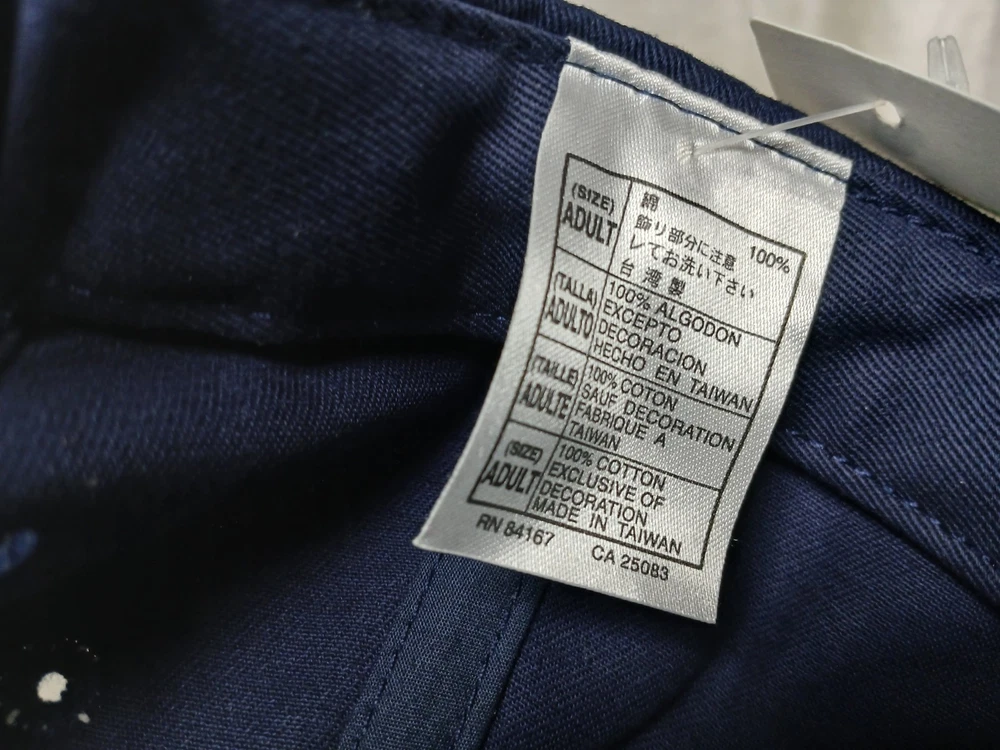 (SIZE)
ADULT
綿 100%
飾り部分に注意
してお洗い下さい
台湾製
(TALLA)
ADULTO
100% ALGODON
EXCEPTO
DECORACION
HECHO EN TAIWAN
(TAILLE)
ADULTE
100% COTON
SAUF DECORATION
FABRIQUE A
TAIWAN
(SIZE)
ADULT
100% COTTON
EXCLUSIVE OF
DECORATION
MADE IN TAIWAN
RN 84167 CA 25083